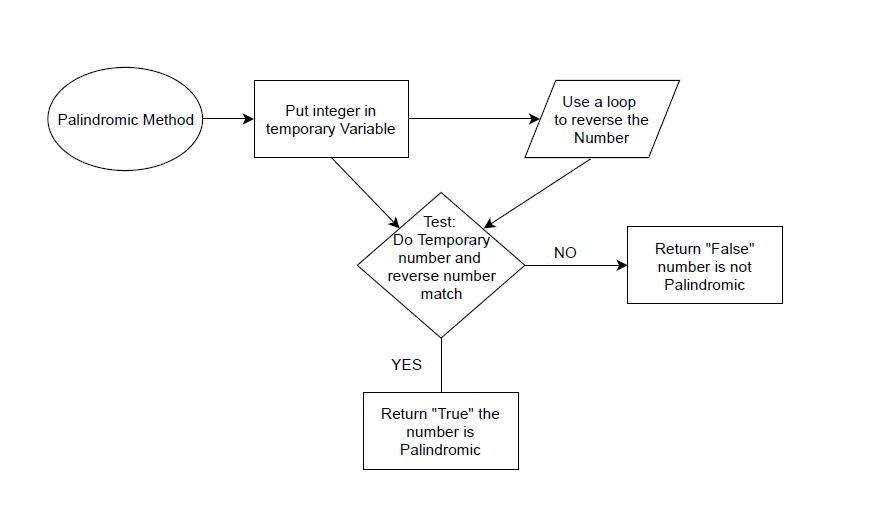 Palindromic Method
Put integer in
temporary Variable
Use a loop
to reverse the
Number
Test:
Do Temporary
number and
reverse number
match
NO
Return "False"
number is not
Palindromic
YES
Return "True" the
number is
Palindromic